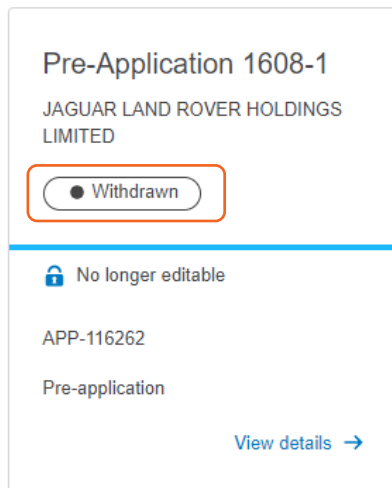 Pre-Application 1608-1
JAGUAR LAND ROVER HOLDINGS
LIMITED
Withdrawn
No longer editable
APP-116262
Pre-application
View details